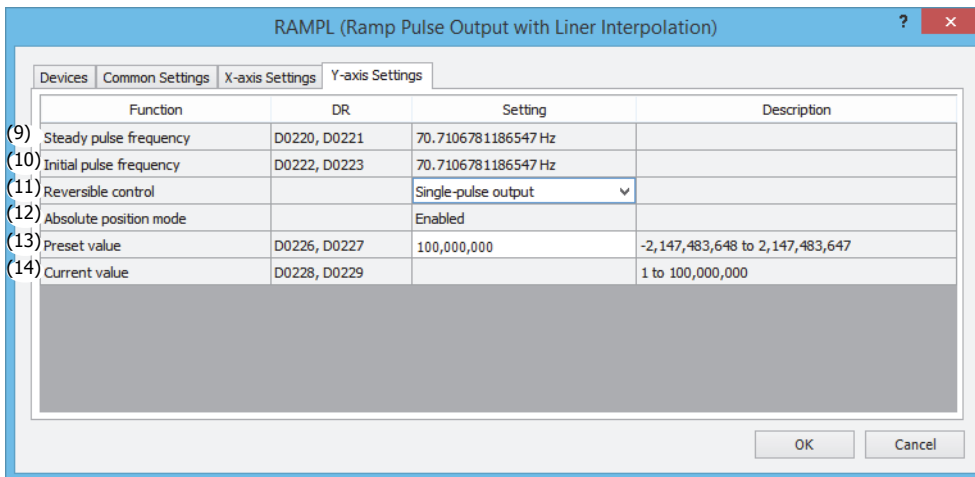 RAMPL (Ramp Pulse Output with Liner Interpolation) ? ×
Devices Common Settings X-axis Settings Y-axis Settings
Function DR Setting Description
(9) Steady pulse frequency D0220, D0221 70.7106781186547 Hz
(10) Initial pulse frequency D0222, D0223 70.7106781186547 Hz
(11) Reversible control Single-pulse output
(12) Absolute position mode Enabled
(13) Preset value D0226, D0227 100,000,000 -2,147,483,648 to 2,147,483,647
(14) Current value D0228, D0229 1 to 100,000,000
OK Cancel